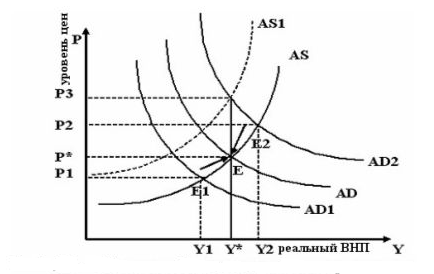 уровень цен
P
AS1
AS
P3
P2
P*
P1
E2
E
E1
AD2
AD
AD1
Y1 Y* Y2 реальный ВНП Y